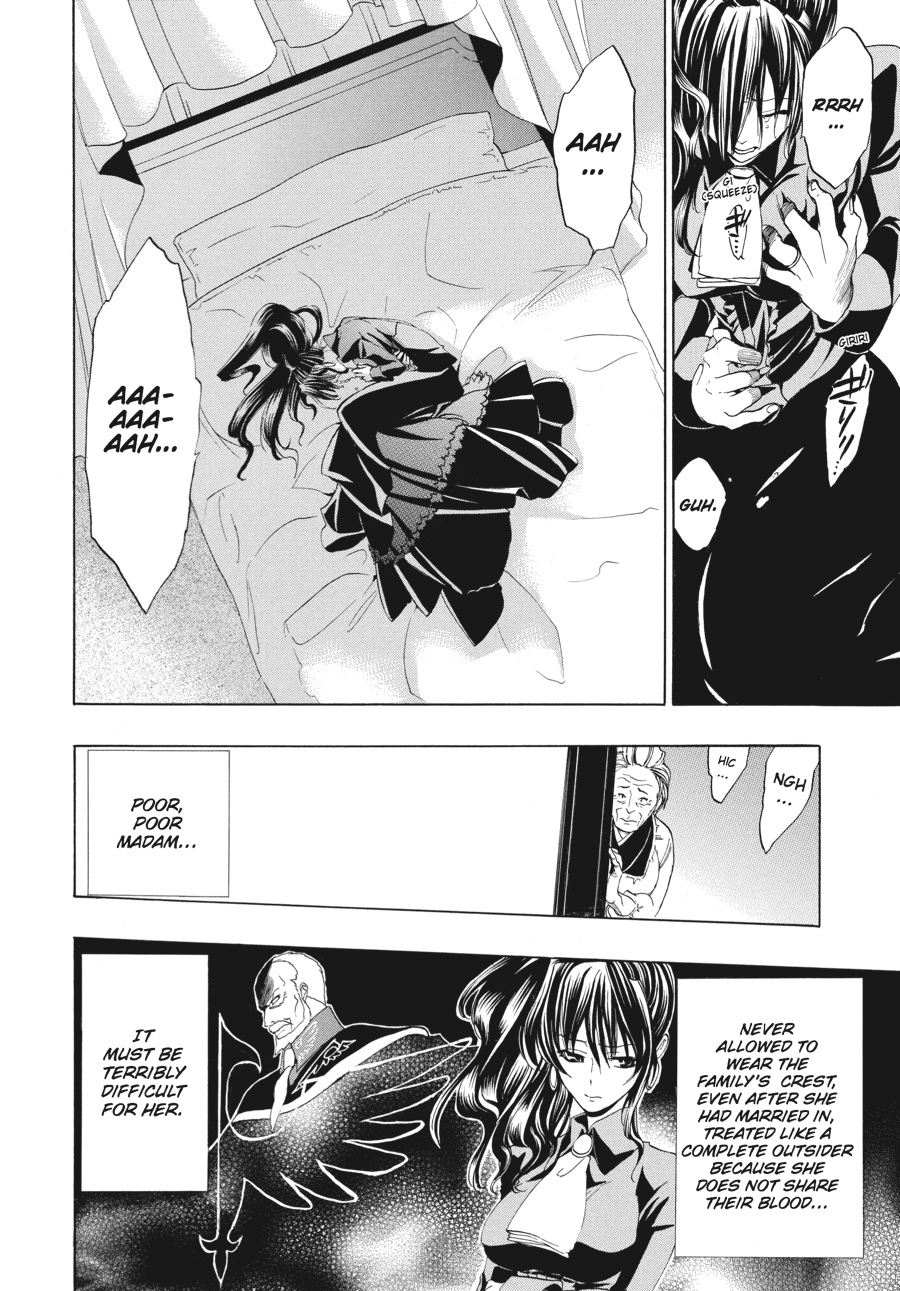 RRRH
...
GI
(SQUEEZE)
ギ…
GIRIRI
ギリリ
GUH.
AAH
...
AAA-
AAA-
AAH...
NGH
...
HIC
...
POOR,
POOR
MADAM...
NEVER
ALLOWED TO
WEAR THE
FAMILY'S CREST,
EVEN AFTER SHE
HAD MARRIED IN,
TREATED LIKE A
COMPLETE OUTSIDER
BECAUSE SHE
DOES NOT SHARE
THEIR BLOOD...
IT
MUST BE
TERRIBLY
DIFFICULT
FOR HER.